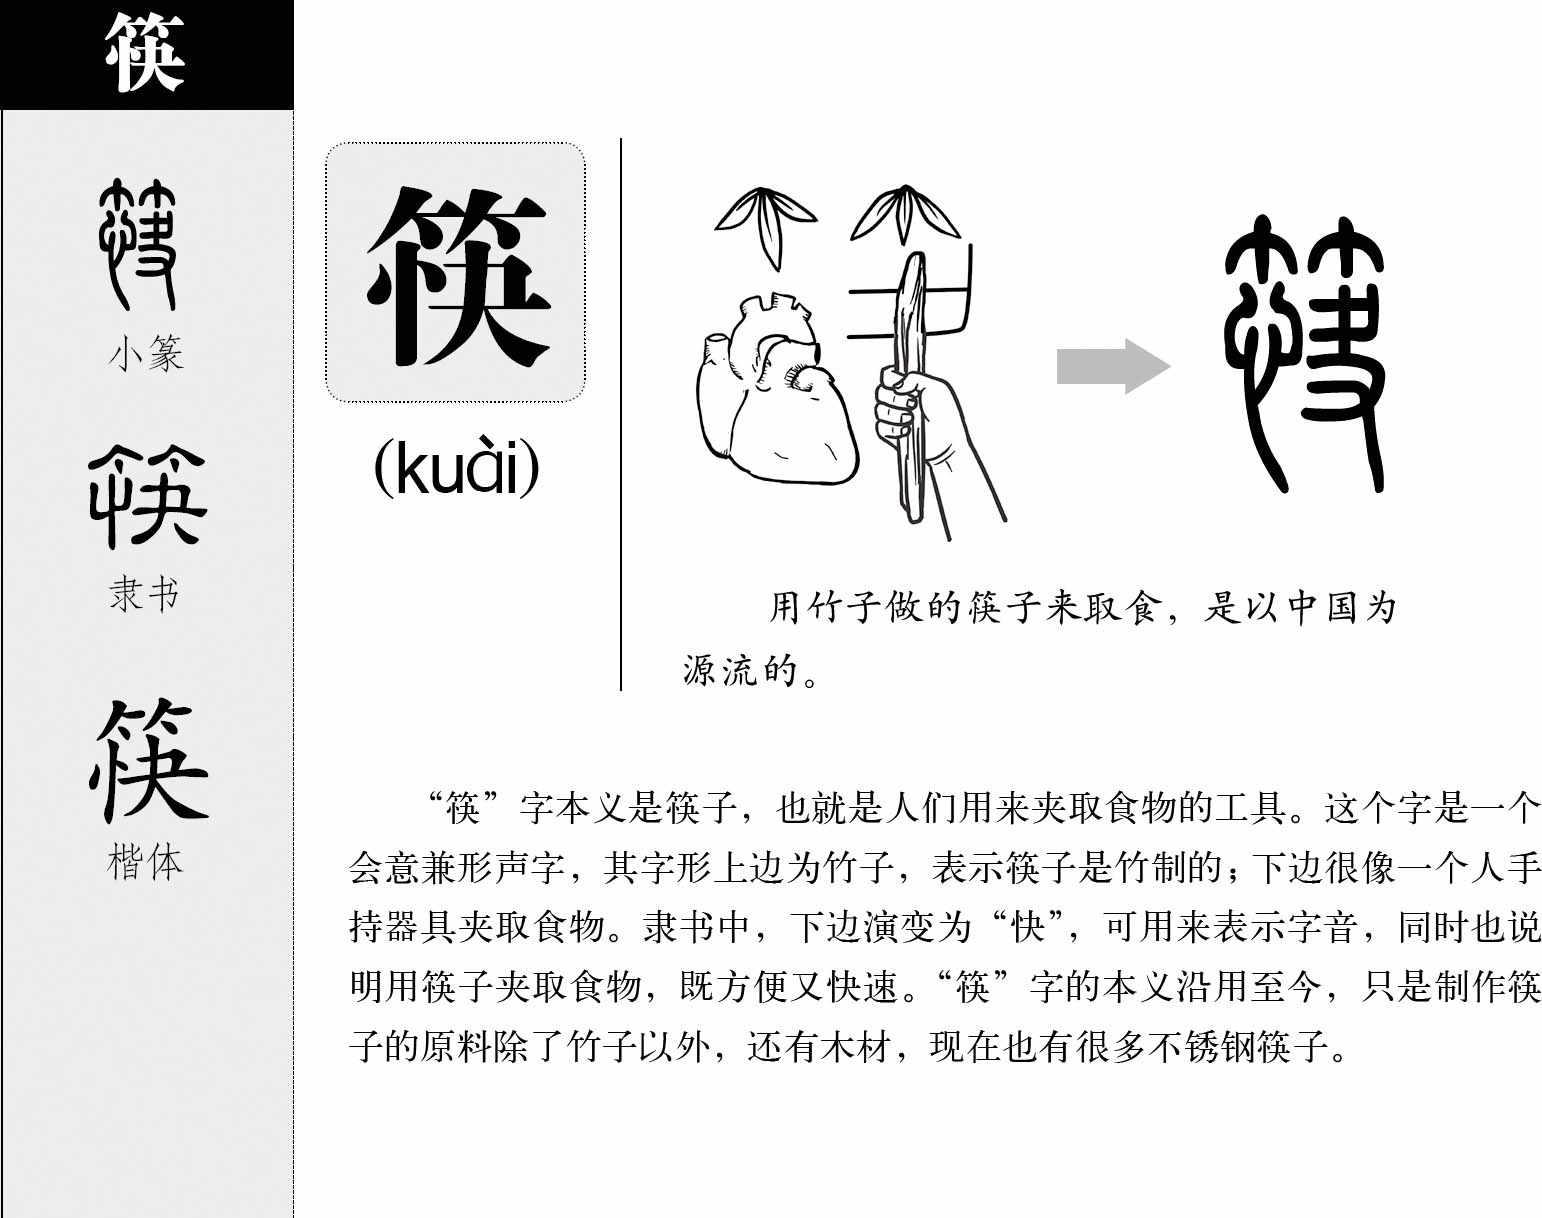 筷
筷
小篆
筷
隶书
筷
楷体
筷
(kuài)
筷
用竹子做的筷子来取食，是以中国为
源流的。
“筷”字本义是筷子，也就是人们用来夹取食物的工具。这个字是一个
会意兼形声字，其字形上边为竹子，表示筷子是竹制的；下边很像一个人手
持器具夹取食物。隶书中，下边演变为“快”，可用来表示字音，同时也说
明用筷子夹取食物，既方便又快速。“筷”字的本义沿用至今，只是制作筷
子的原料除了竹子以外，还有木材，现在也有很多不锈钢筷子。